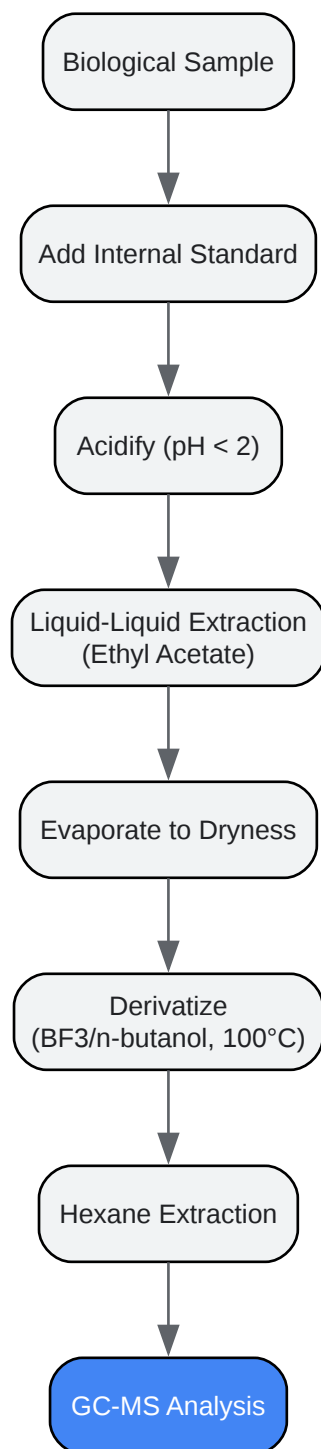 Biological Sample
Add Internal Standard
Acidify (pH < 2)
Liquid-Liquid Extraction
(Ethyl Acetate)
Evaporate to Dryness
Derivatize
(BF3/n-butanol, 100°C)
Hexane Extraction
GC-MS Analysis